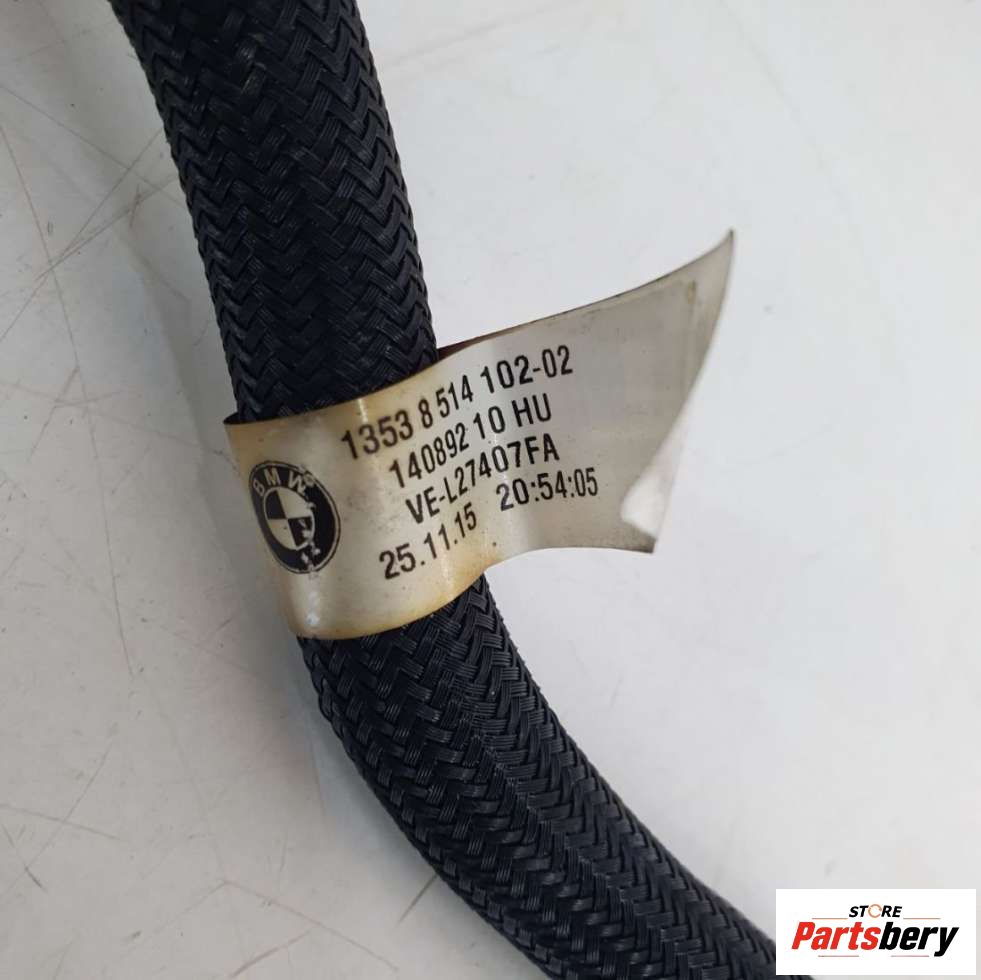 1353 8 514 102-02
140892 10 HU
VE-L27407FA
25.11.15 20:54:05
BMW
STORE
Partsbery